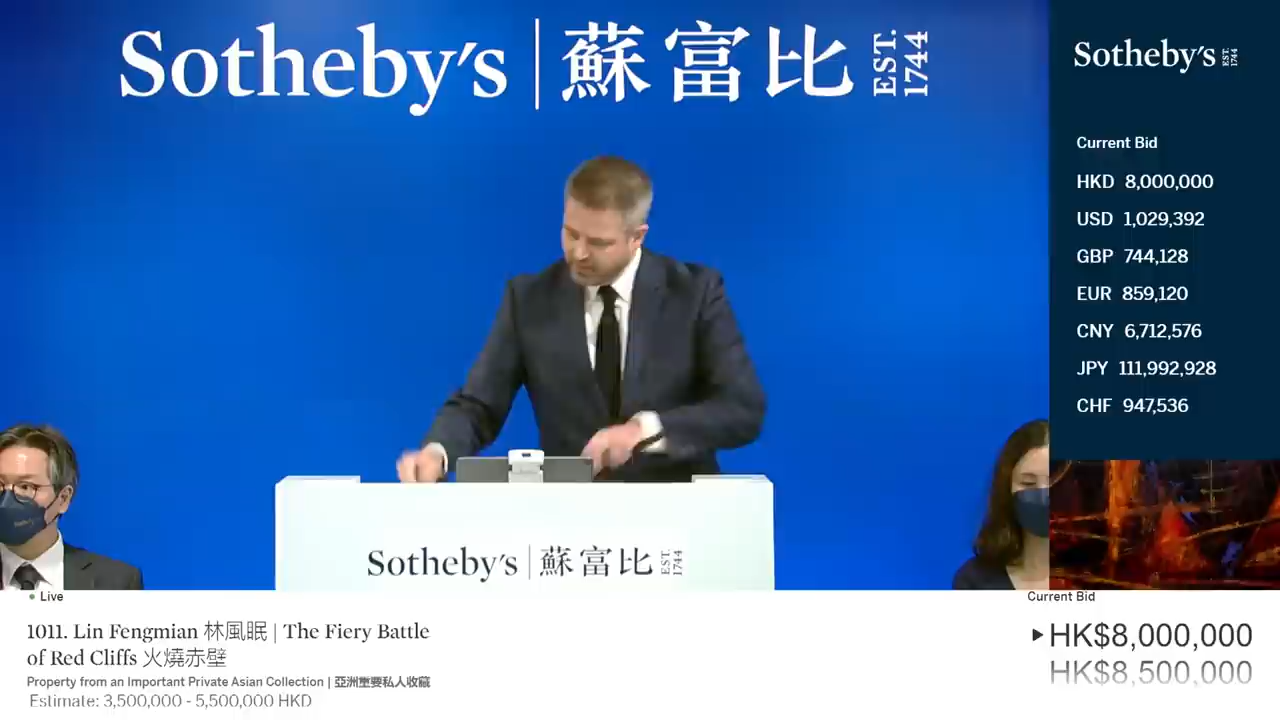 Sotheby's | 蘇富比 EST. 1744
Sotheby's EST. 1744
Current Bid
HKD 8,000,000
USD 1,029,392
GBP 744,128
EUR 859,120
CNY 6,712,576
JPY 111,992,928
CHF 947,536
Sotheby's | 蘇富比 EST. 1744
Live
1011. Lin Fengmian 林風眠 | The Fiery Battle
of Red Cliffs 火燒赤壁
Property from an Important Private Asian Collection | 亞洲重要私人收藏
Estimate: 3,500,000 - 5,500,000 HKD
Current Bid
HK$8,000,000
HK$8,500,000